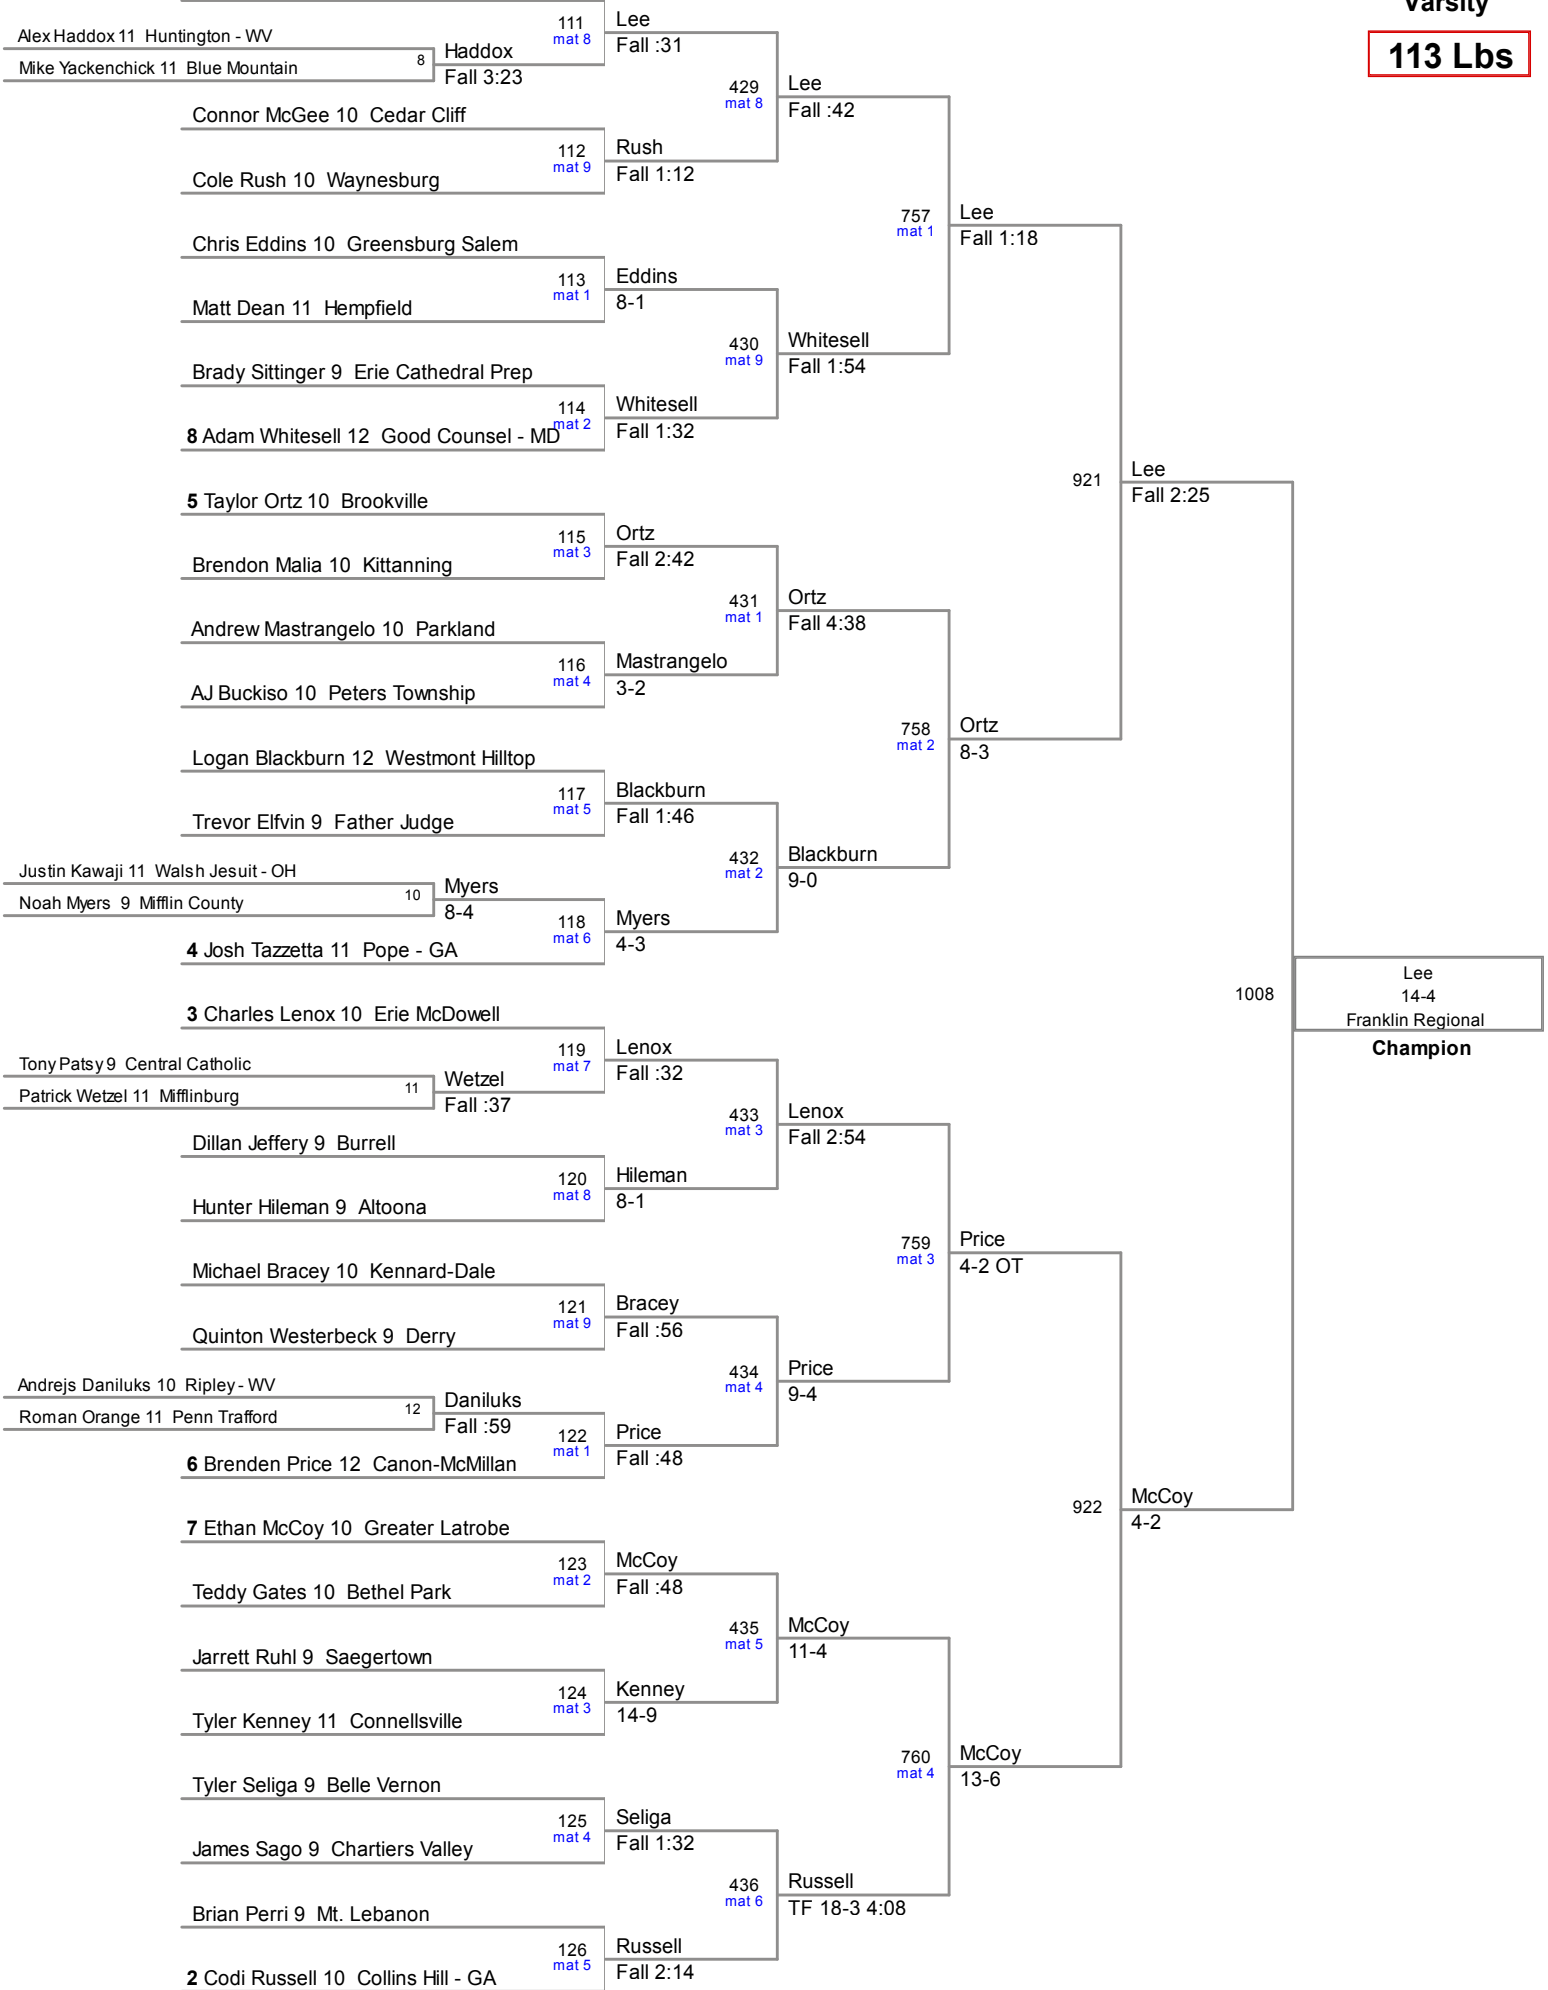 Varsity
113 Lbs
Alex Haddox 11 Huntington - WV
8
Mike Yackenchick 11 Blue Mountain
Haddox
Fall 3:23
111
mat 8
Lee
Fall :31
Connor McGee 10 Cedar Cliff
112
mat 9
Cole Rush 10 Waynesburg
Rush
Fall 1:12
429
mat 8
Lee
Fall :42
Chris Eddins 10 Greensburg Salem
113
mat 1
Matt Dean 11 Hempfield
Eddins
8-1
Brady Sittinger 9 Erie Cathedral Prep
114
mat 2
8 Adam Whitesell 12 Good Counsel - MD
Whitesell
Fall 1:32
430
mat 9
Whitesell
Fall 1:54
757
mat 1
Lee
Fall 1:18
5 Taylor Ortz 10 Brookville
115
mat 3
Brendon Malia 10 Kittanning
Ortz
Fall 2:42
Andrew Mastrangelo 10 Parkland
116
mat 4
AJ Buckiso 10 Peters Township
Mastrangelo
3-2
431
mat 1
Ortz
Fall 4:38
Logan Blackburn 12 Westmont Hilltop
117
mat 5
Trevor Elfvin 9 Father Judge
Blackburn
Fall 1:46
Justin Kawaji 11 Walsh Jesuit - OH
10
Noah Myers 9 Mifflin County
Myers
8-4
118
mat 6
4 Josh Tazzetta 11 Pope - GA
Myers
4-3
432
mat 2
Blackburn
9-0
758
mat 2
Ortz
8-3
921
Lee
Fall 2:25
3 Charles Lenox 10 Erie McDowell
119
mat 7
Tony Patsy 9 Central Catholic
11
Patrick Wetzel 11 Mifflinburg
Wetzel
Fall :37
Lenox
Fall :32
Dillan Jeffery 9 Burrell
120
mat 8
Hunter Hileman 9 Altoona
Hileman
8-1
433
mat 3
Lenox
Fall 2:54
Michael Bracey 10 Kennard-Dale
121
mat 9
Quinton Westerbeck 9 Derry
Bracey
Fall :56
Andrejs Daniluks 10 Ripley - WV
12
Roman Orange 11 Penn Trafford
Daniluks
Fall :59
122
mat 1
6 Brenden Price 12 Canon-McMillan
Price
Fall :48
434
mat 4
Price
9-4
759
mat 3
Price
4-2 OT
7 Ethan McCoy 10 Greater Latrobe
123
mat 2
Teddy Gates 10 Bethel Park
McCoy
Fall :48
Jarrett Ruhl 9 Saegertown
124
mat 3
Tyler Kenney 11 Connellsville
Kenney
14-9
435
mat 5
McCoy
11-4
Tyler Seliga 9 Belle Vernon
125
mat 4
James Sago 9 Chartiers Valley
Seliga
Fall 1:32
Brian Perri 9 Mt. Lebanon
126
mat 5
2 Codi Russell 10 Collins Hill - GA
Russell
Fall 2:14
436
mat 6
Russell
TF 18-3 4:08
760
mat 4
McCoy
13-6
922
McCoy
4-2
1008
Lee
14-4
Franklin Regional
Champion